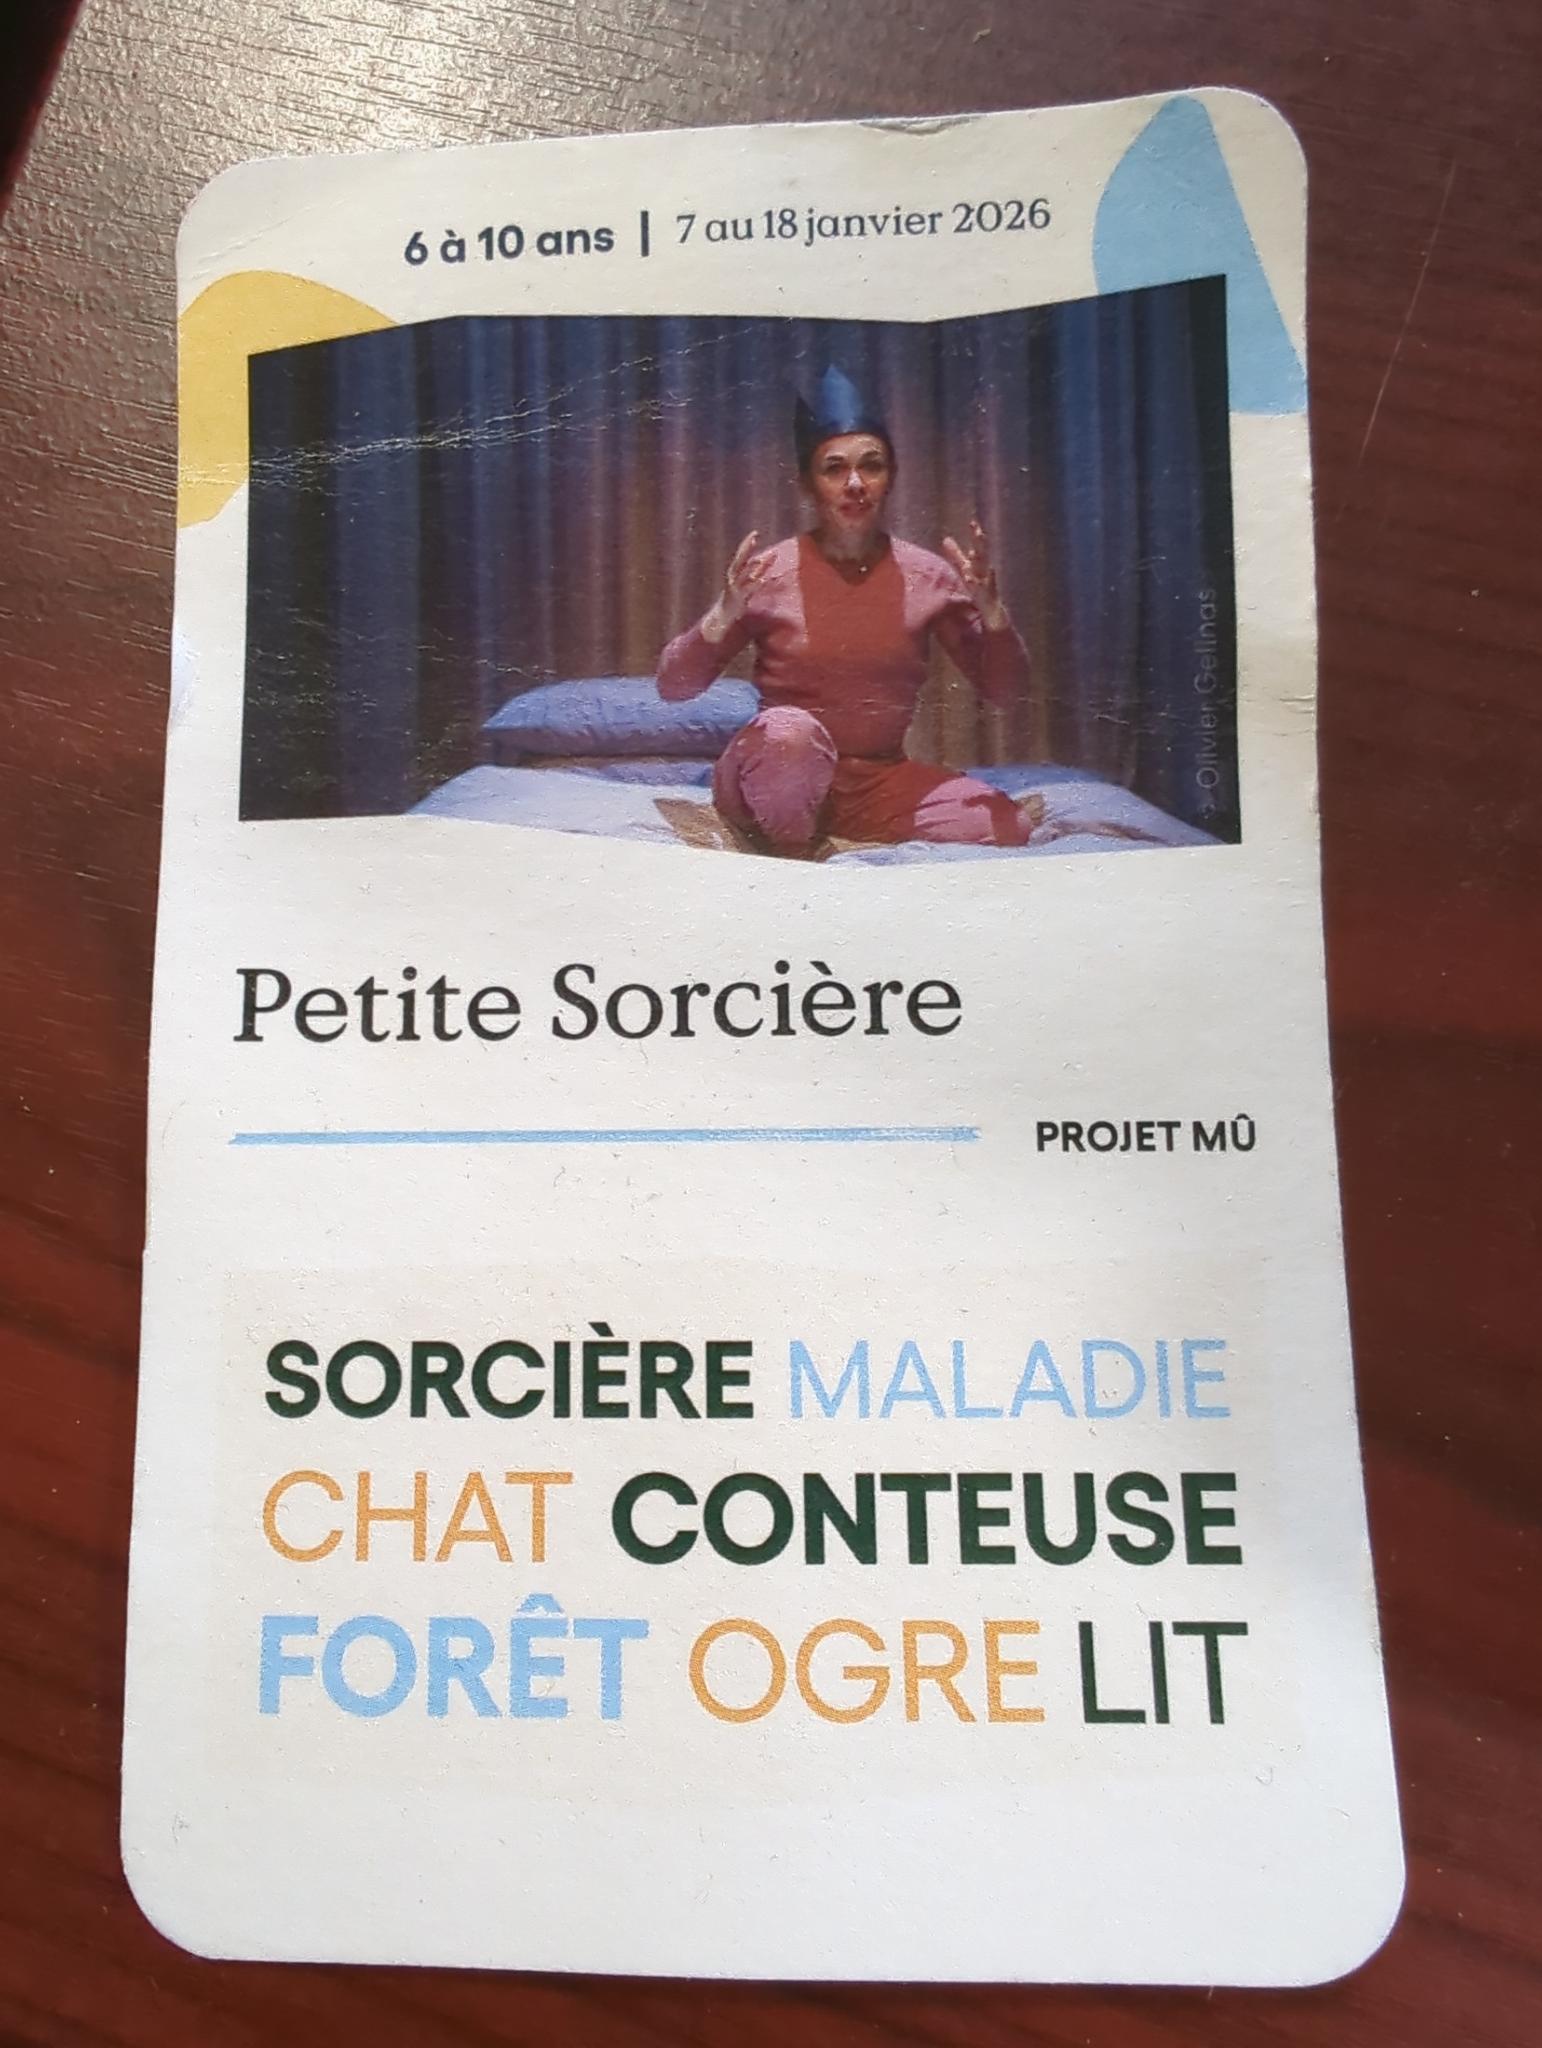 6 à 10 ans | 7 au 18 janvier 2026
Olivier Gelinas
Petite Sorcière
PROJET MÛ
SORCIÈRE MALADIE
CHAT CONTEUSE
FORÊT OGRE LIT